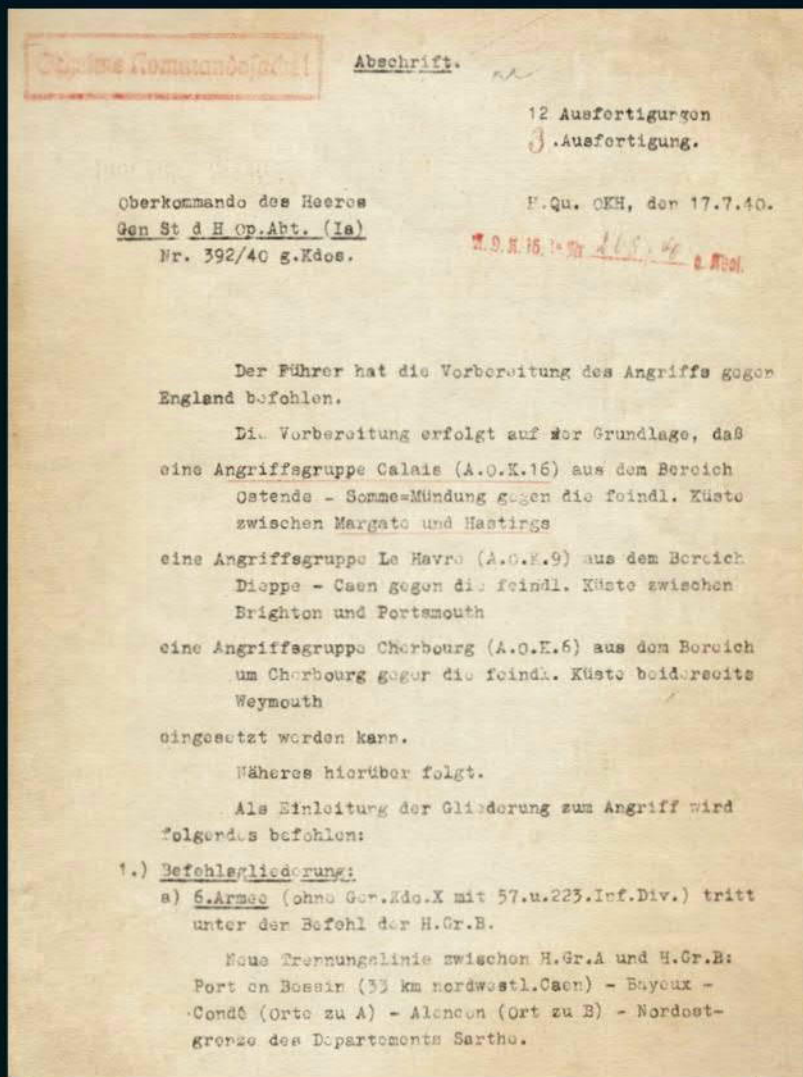 Geheime Kommandosache!
Abschrift.
12 Ausfertigungen
3.Ausfertigung.
Oberkommando des Heeres
H.Qu. OKH, den 17.7.40.
Gen St d H Op.Abt. (Ia)
Nr. 392/40 g.Kdos.
Der Führer hat die Vorbereitung des Angriffs gegen
England befohlen.
Die Vorbereitung erfolgt auf der Grundlage, daß
eine Angriffsgruppe Calais (A.O.K.16) aus dem Bereich
Ostende - Somme=Mündung gegen die feindl. Küste
zwischen Margate und Hastings
eine Angriffsgruppe Le Havre (A.O.K.9) aus dem Bereich
Dieppe - Caen gegen die feindl. Küste zwischen
Brighton und Portsmouth
eine Angriffsgruppe Cherbourg (A.O.K.6) aus dem Bereich
um Cherbourg gegen die feindl. Küste beiderseits
Weymouth
eingesetzt werden kann.
Näheres hierüber folgt.
Als Einleitung der Gliederung zum Angriff wird
folgendes befohlen:
1.) Befehlsgliederung:
a) 6.Armee (ohne Gen.Kdo.X mit 57.u.223.Inf.Div.) tritt
unter den Befehl der H.Gr.B.
Neue Trennungslinie zwischen H.Gr.A und H.Gr.B:
Port en Bessin (33 km nordwestl.Caen) - Bayeux -
Condé (Orte zu A) - Alencon (Ort zu B) - Nordost-
grenze des Departements Sarthe.